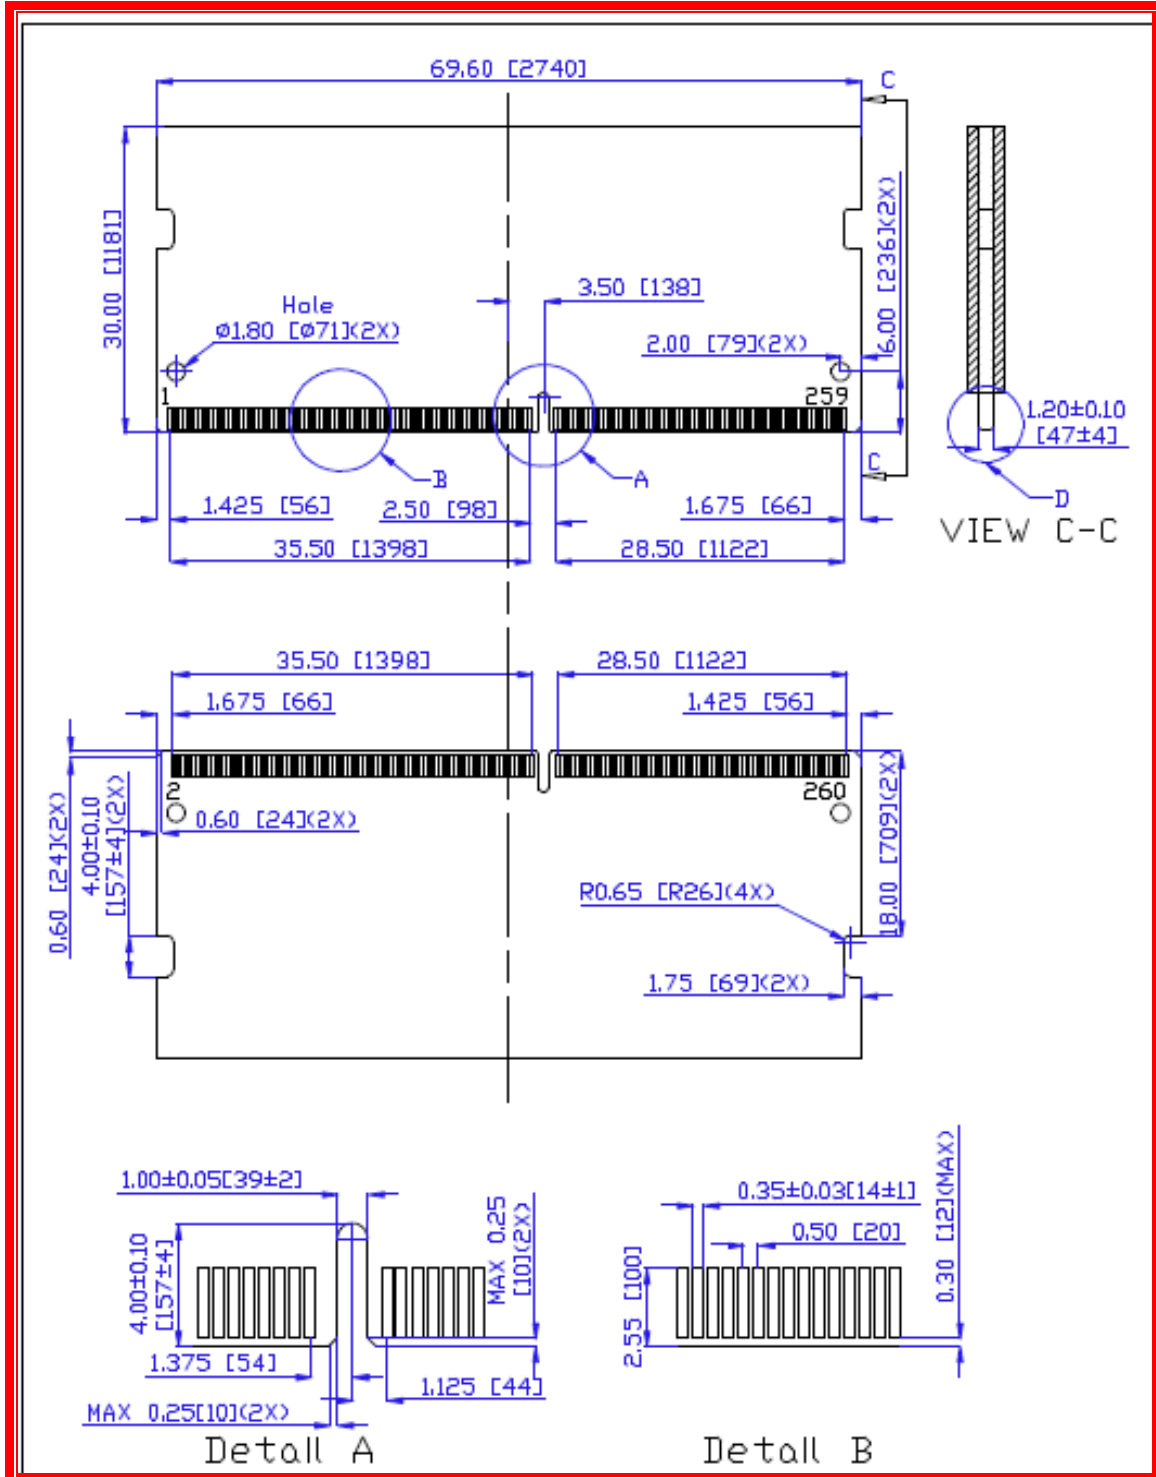 69.60 [2740]
C
30.00 [1181]
6.00 [236](2X)
3.50 [138]
Hole
Ø1.80 [Ø71](2X)
2.00 [79](2X)
1
259
1.20±0.10
[47±4]
B
A
C
D
1.425 [56]
2.50 [98]
1.675 [66]
VIEW C-C
35.50 [1398]
28.50 [1122]
35.50 [1398]
28.50 [1122]
1.675 [66]
1.425 [56]
2
260
0.60 [24](2X)
0.60 [24](2X)
4.00±0.10
[157±4](2X)
18.00 [709](2X)
R0.65 [R26](4X)
1.75 [69](2X)
1.00±0.05[39±2]
4.00±0.10
[157±4]
MAX 0.25
[10](2X)
0.35±0.03[14±1]
0.50 [20]
0.30 [12](MAX)
2.55 [100]
1.375 [54]
1.125 [44]
MAX 0.25[10](2X)
Detail A
Detail B